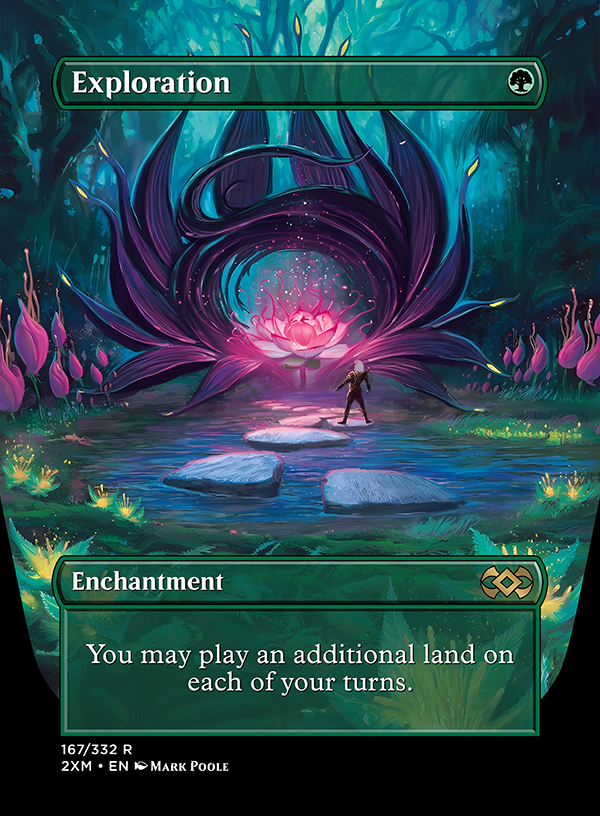 Exploration
Enchantment
You may play an additional land on
each of your turns.
167/332 R
2XM • EN Mark Poole